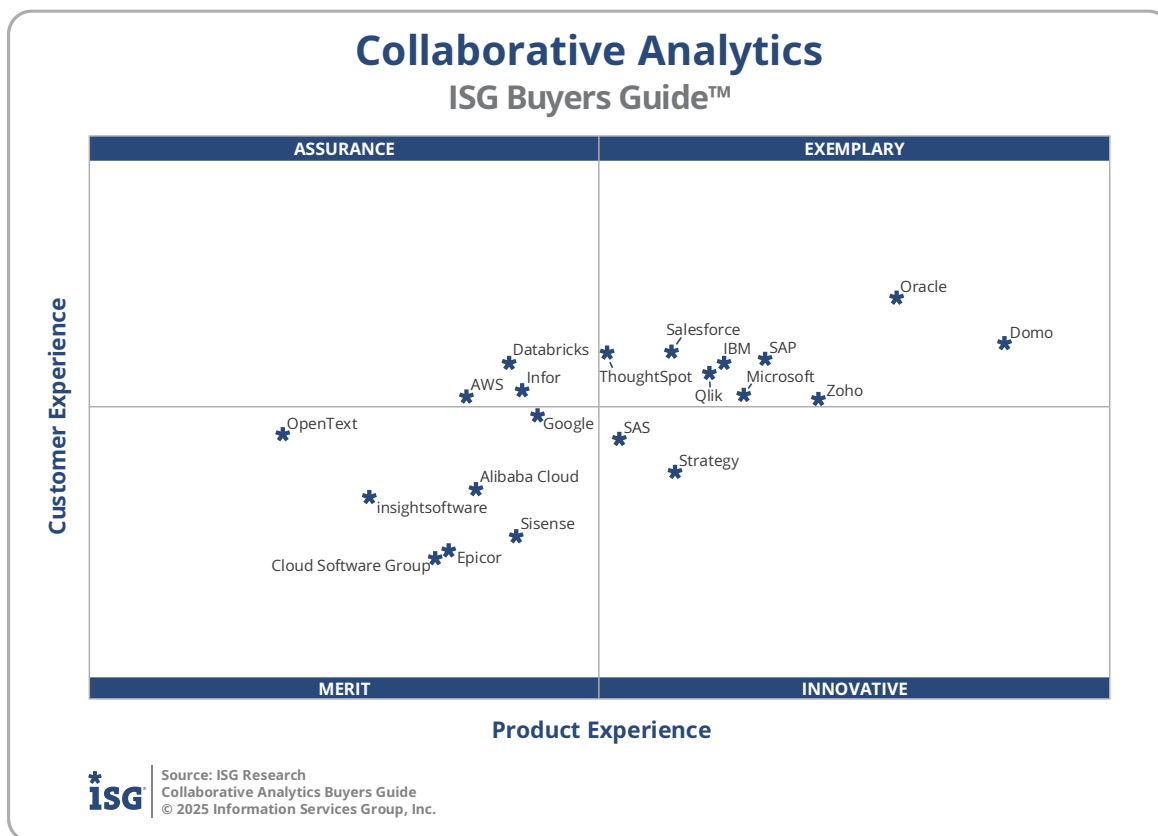 Collaborative Analytics
ISG Buyers Guide™
ASSURANCE
EXEMPLARY
Customer Experience
Oracle
Domo
Salesforce
Databricks
IBM
SAP
ThoughtSpot
Infor
AWS
Microsoft
Qlik
Zoho
OpenText
Google
SAS
Strategy
Alibaba Cloud
insightsoftware
Sisense
Epicor
Cloud Software Group
MERIT
INNOVATIVE
Product Experience
ISG
Source: ISG Research
Collaborative Analytics Buyers Guide
© 2025 Information Services Group, Inc.